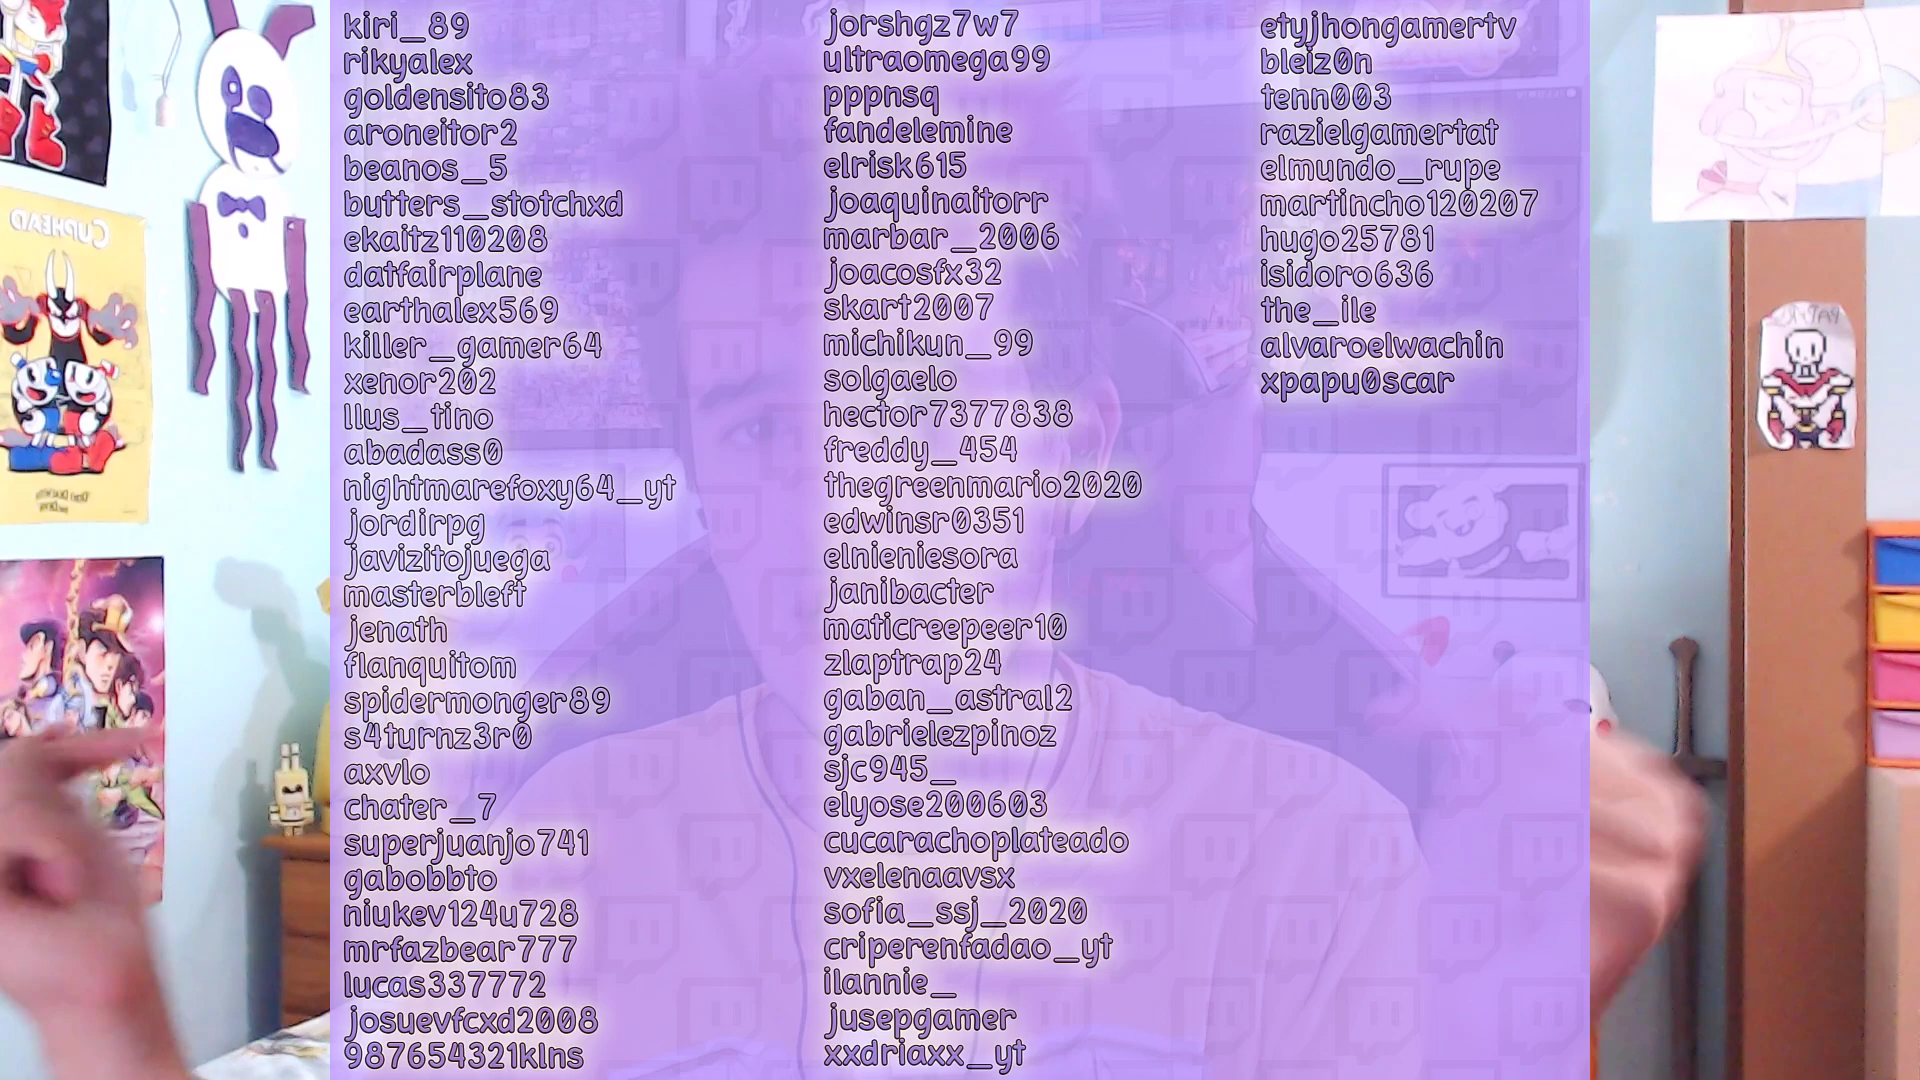 kiri_89
rikyalex
goldensito83
aroneitor2
beanos_5
butters_stotchxd
ekaitz110208
datfairplane
earthalex569
killer_gamer64
xenor202
llus_tino
abadass0
nightmarefoxy64_yt
jordirpg
javizitojuega
masterbleft
jenath
flanquitom
spidermonger89
s4turnz3r0
axvlo
chater_7
superjuanjo741
gabobbto
niukev124u728
mrfazbear777
lucas337772
josuevfcxd2008
987654321klns
jorshgz7w7
ultraomega99
pppnsq
fandelemine
elrisk615
joaquinaitorr
marbar_2006
joacosfx32
skart2007
michikun_99
solgaelo
hector7377838
freddy_454
thegreenmario2020
edwinsr0351
elnieniesora
janibacter
maticreepeer10
zlaptrap24
gaban_astral2
gabrielezpinoz
sjc945_
elyose200603
cucarachoplateado
vxelenaavsx
sofia_ssj_2020
criperenfadao_yt
ilannie_
jusepgamer
xxdriaxx_yt
etyjhongamertv
bleiz0n
tenn003
razielgamertat
elmundo_rupe
martincho120207
hugo25781
isidoro636
the_ile
alvaroelwachin
xpapu0scar
CUPHEAD